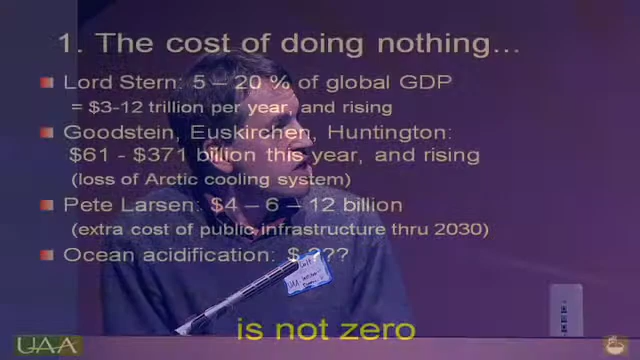 1. The cost of doing nothing…
Lord Stern: 5 – 20 % of global GDP
= $3-12 trillion per year, and rising
Goodstein, Euskirchen, Huntington:
$61 - $371 billion this year, and rising
(loss of Arctic cooling system)
Pete Larsen: $4 – 6 – 12 billion
(extra cost of public infrastructure thru 2030)
Ocean acidification: $ ???
is not zero
UAA